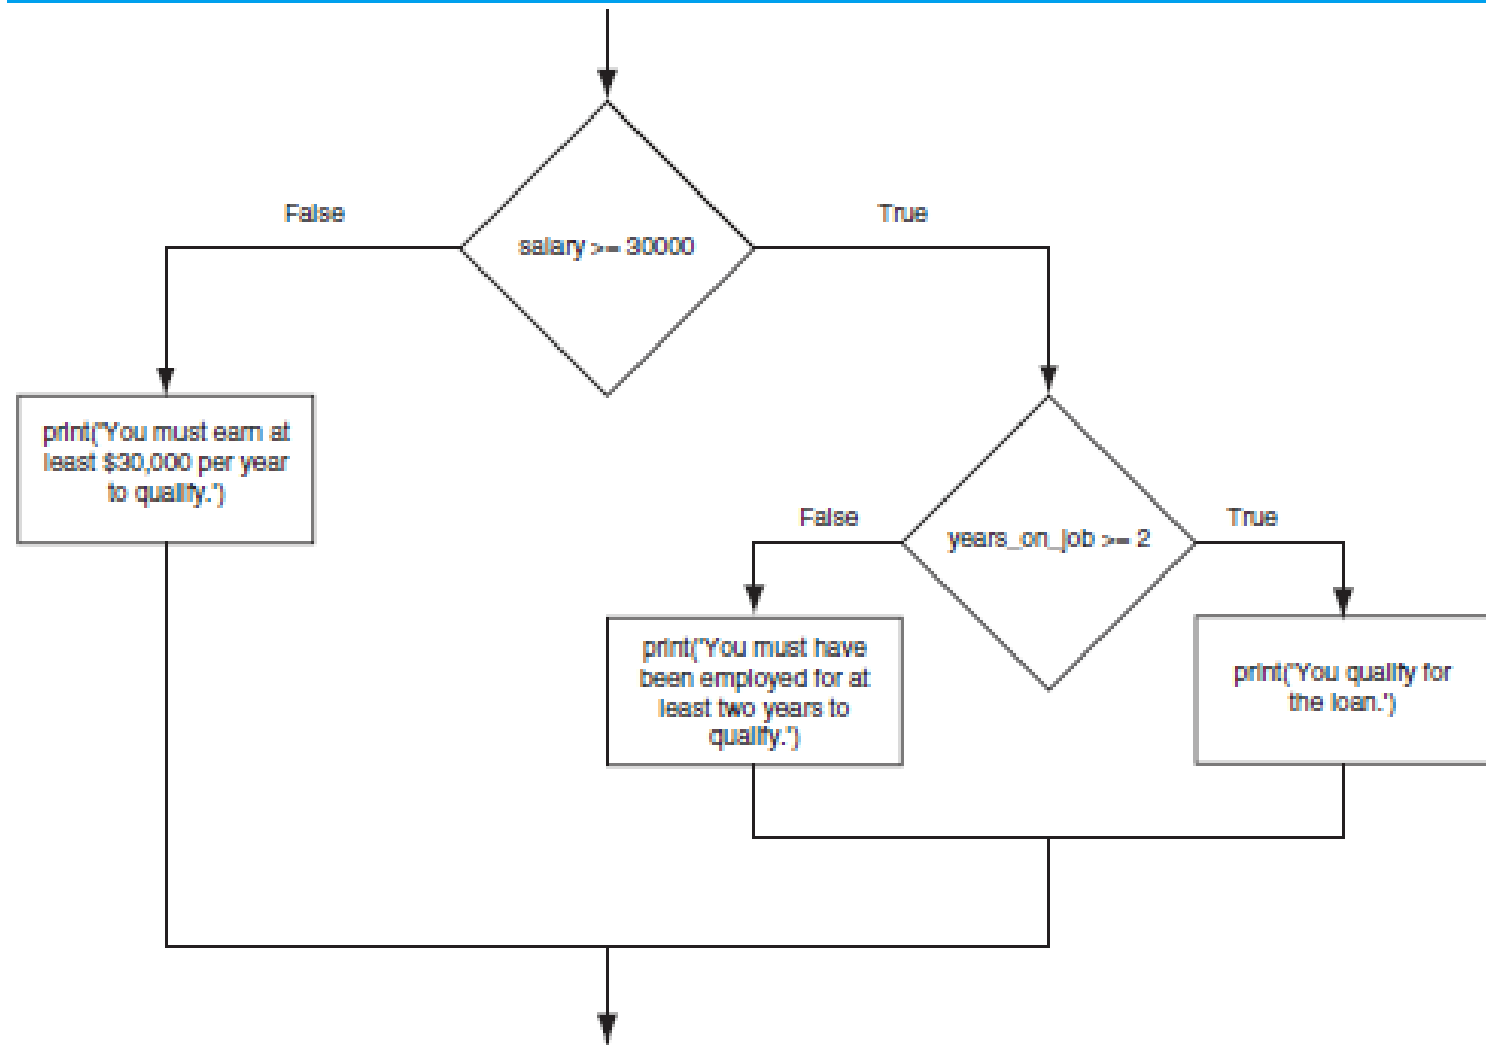 False
True
salary >= 30000
print("You must earn at
least $30,000 per year
to qualify.")
False
True
years_on_job >= 2
print("You must have
been employed for at
least two years to
qualify.")
print("You qualify for
the loan.")